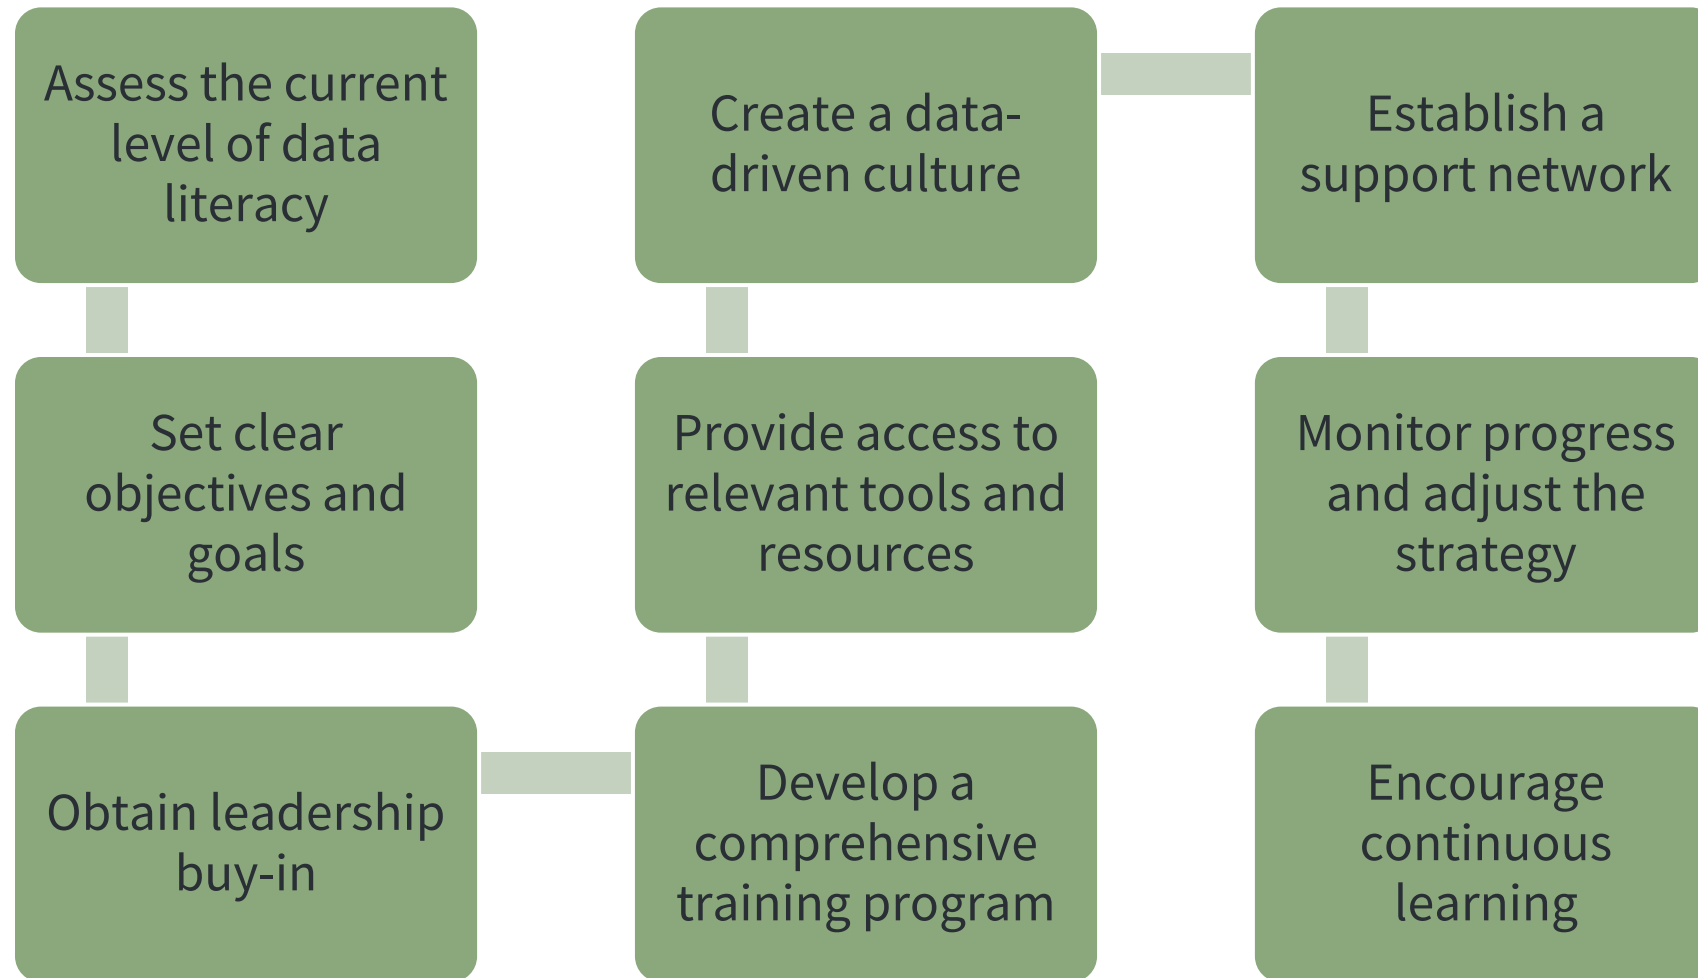 Assess the current
level of data
literacy
Set clear
objectives and
goals
Obtain leadership
buy-in
Develop a
comprehensive
training program
Provide access to
relevant tools and
resources
Create a data-
driven culture
Establish a
support network
Monitor progress
and adjust the
strategy
Encourage
continuous
learning